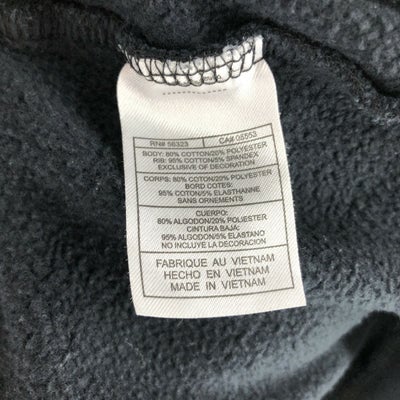 RN# 56323 CA# 05553
BODY: 80% COTTON/20% POLYESTER
RIB: 95% COTTON/5% SPANDEX
EXCLUSIVE OF DECORATION
CORPS: 80% COTON/20% POLYESTER
BORD COTES:
95% COTON/5% ELASTHANNE
SANS ORNEMENTS
CUERPO:
80% ALGODON/20% POLIESTER
CINTURA BAJA:
95% ALGODON/5% ELASTANO
NO INCLUYE LA DECORACION
FABRIQUE AU VIETNAM
HECHO EN VIETNAM
MADE IN VIETNAM